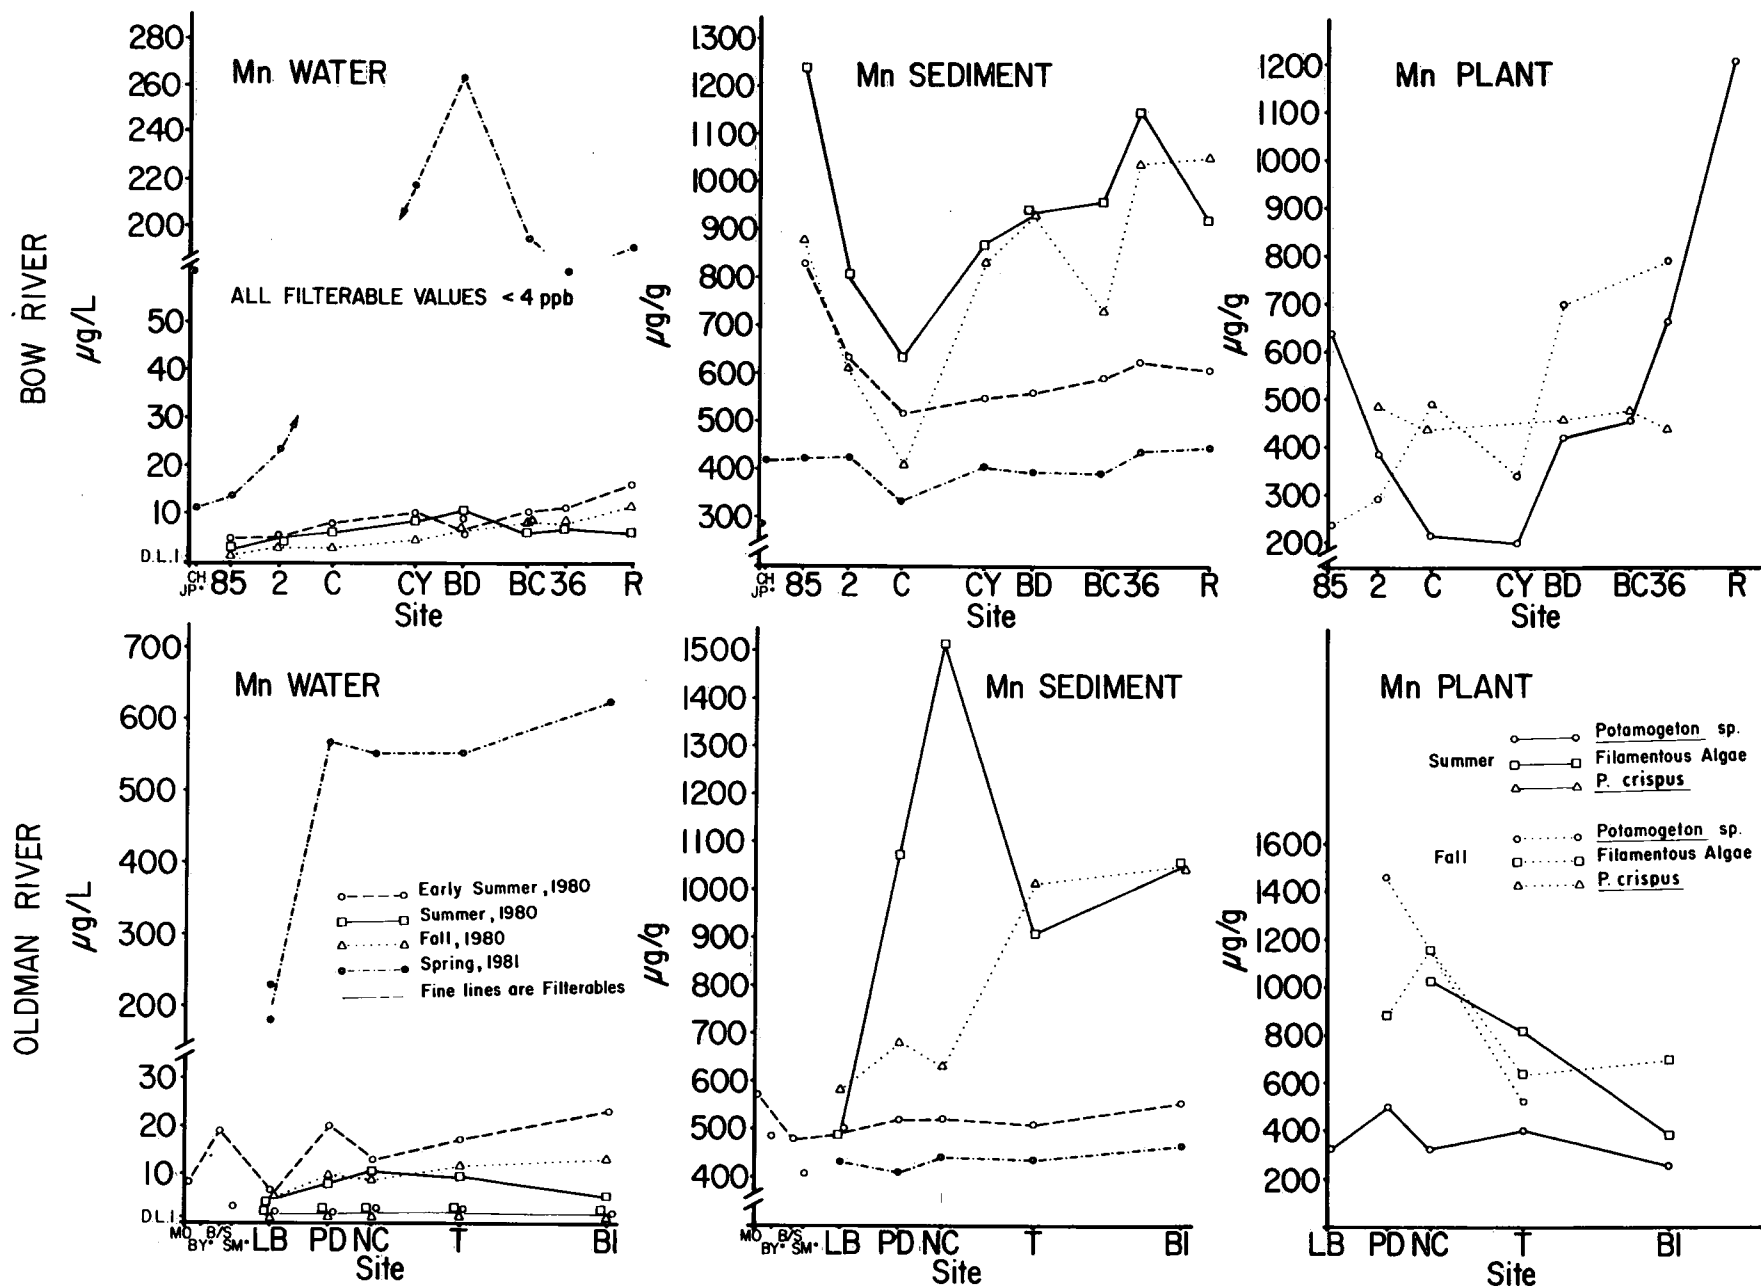 BOW RIVER
Mn WATER
µg/L
280
260
240
220
200
50
40
30
20
10
D.L.
ALL FILTERABLE VALUES < 4 ppb
CH JP• 85 2 C CY BD BC 36 R
Site
Mn SEDIMENT
µg/g
1300
1200
1100
1000
900
800
700
600
500
400
300
CH JP• 85 2 C CY BD BC 36 R
Site
Mn PLANT
µg/g
1200
1100
1000
900
800
700
600
500
400
300
200
85 2 C CY BD BC 36 R
Site
OLDMAN RIVER
Mn WATER
µg/L
700
600
500
400
300
200
30
20
10
D.L.
Early Summer, 1980
Summer, 1980
Fall, 1980
Spring, 1981
Fine lines are Filterables
MO BY• B/S SM• LB PD NC T BI
Site
Mn SEDIMENT
µg/g
1500
1400
1300
1200
1100
1000
900
800
700
600
500
400
MO BY• B/S SM• LB PD NC T BI
Site
Mn PLANT
µg/g
1600
1400
1200
1000
800
600
400
200
Summer
Potamogeton sp.
Filamentous Algae
P. crispus
Fall
Potamogeton sp.
Filamentous Algae
P. crispus
LB PD NC T BI
Site